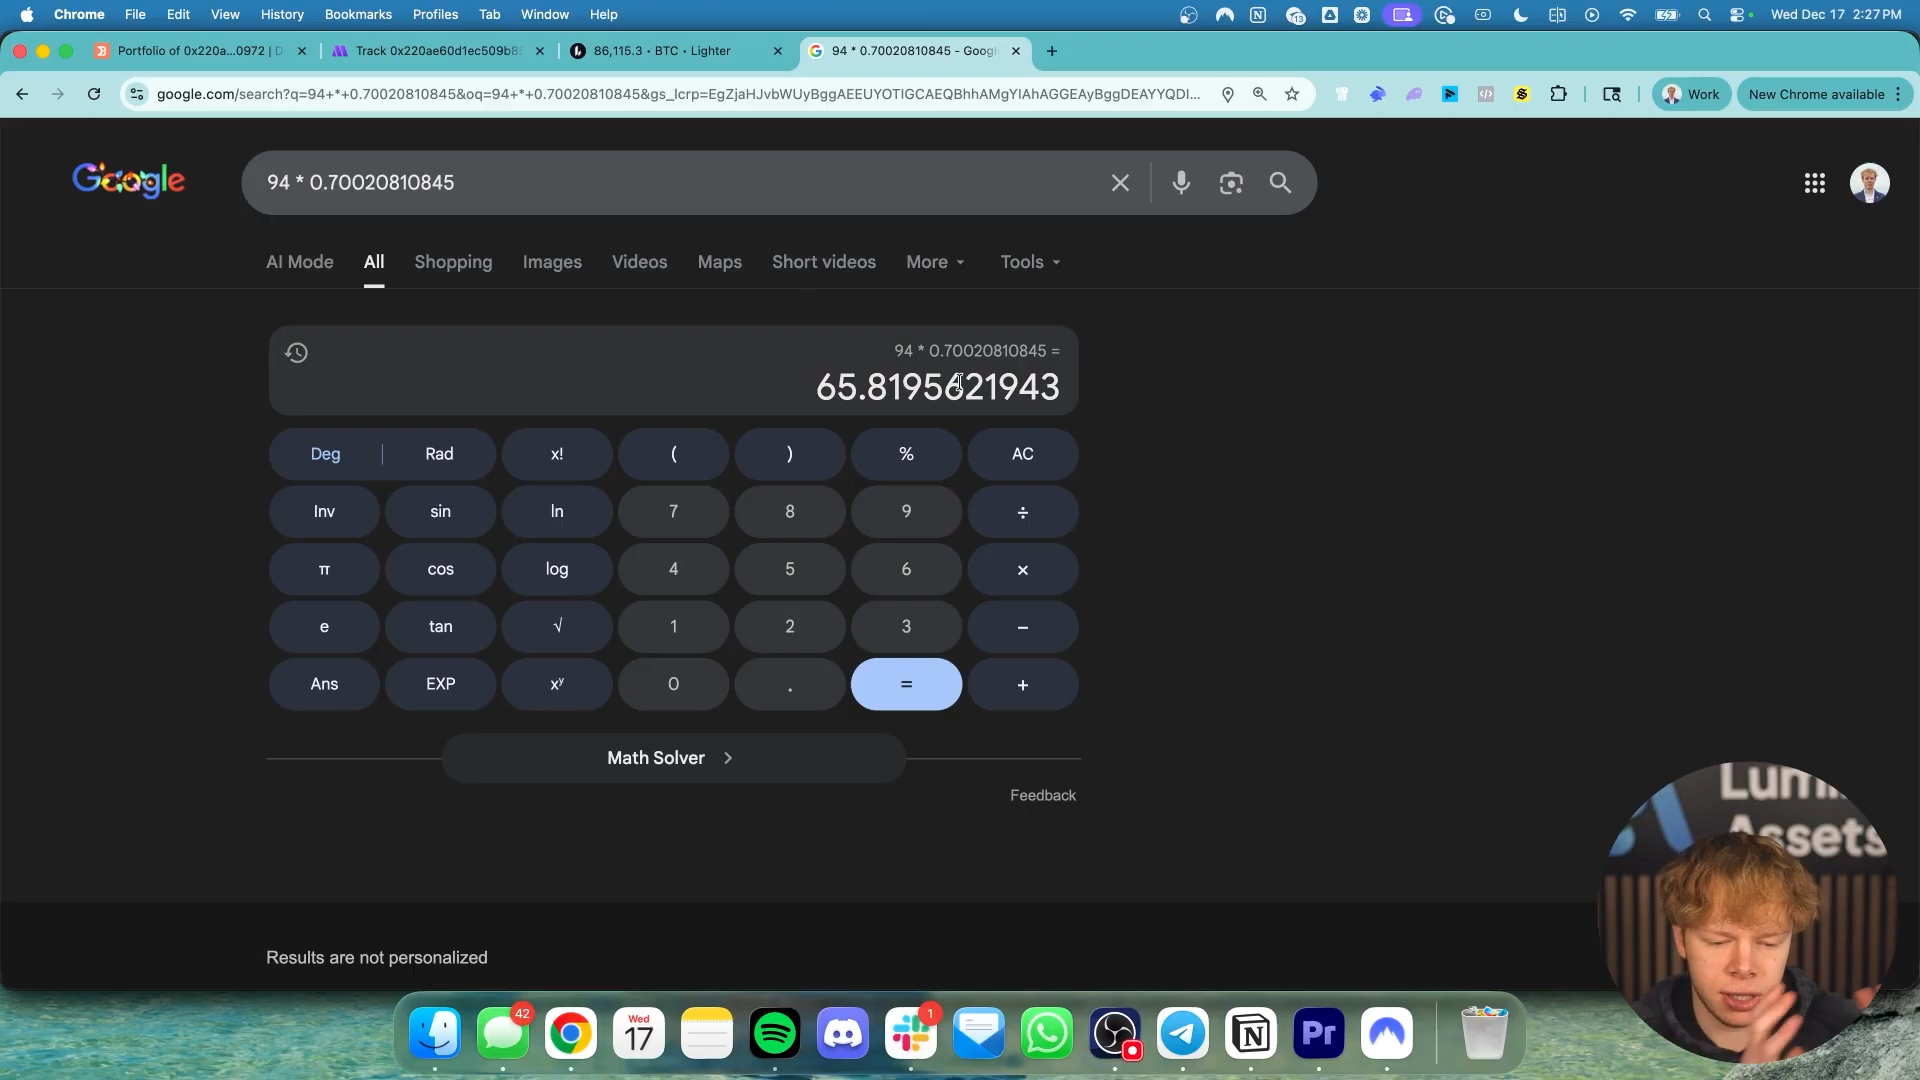 Chrome File Edit View History Bookmarks Profiles Tab Window Help
13
Wed Dec 17 2:27 PM
Portfolio of 0x220a...0972 | D
Track 0x220ae60d1ec509b8
86,115.3 • BTC • Lighter
94 * 0.70020810845 - Googl
google.com/search?q=94+*+0.70020810845&oq=94+*+0.70020810845&gs_lcrp=EgZjaHJvbWUyBggAEEUYOTIGCAEQBhhAMgYIAhAGGEAyBggDEAYYQDI...
Work
New Chrome available
Google
94 * 0.70020810845
AI Mode All Shopping Images Videos Maps Short videos More Tools
94 * 0.70020810845 =
65.8195621943
Deg Rad x! ( ) % AC
Inv sin ln 7 8 9 ÷
π cos log 4 5 6 ×
e tan √ 1 2 3 −
Ans EXP xʸ 0 . = +
Math Solver
Feedback
Results are not personalized
Assets
42
Wed
17
1
Pr